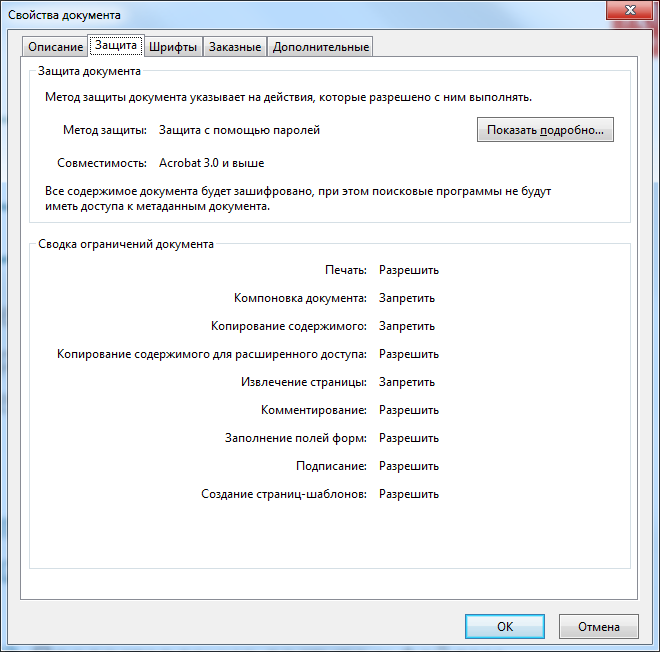 Свойства документа
Описание Защита Шрифты Заказные Дополнительные
Защита документа
Метод защиты документа указывает на действия, которые разрешено с ним выполнять.
Метод защиты: Защита с помощью паролей Показать подробно...
Совместимость: Acrobat 3.0 и выше
Все содержимое документа будет зашифровано, при этом поисковые программы не будут
иметь доступа к метаданным документа.
Сводка ограничений документа
Печать: Разрешить
Компоновка документа: Запретить
Копирование содержимого: Запретить
Копирование содержимого для расширенного доступа: Разрешить
Извлечение страницы: Запретить
Комментирование: Разрешить
Заполнение полей форм: Разрешить
Подписание: Разрешить
Создание страниц-шаблонов: Разрешить
ОК Отмена